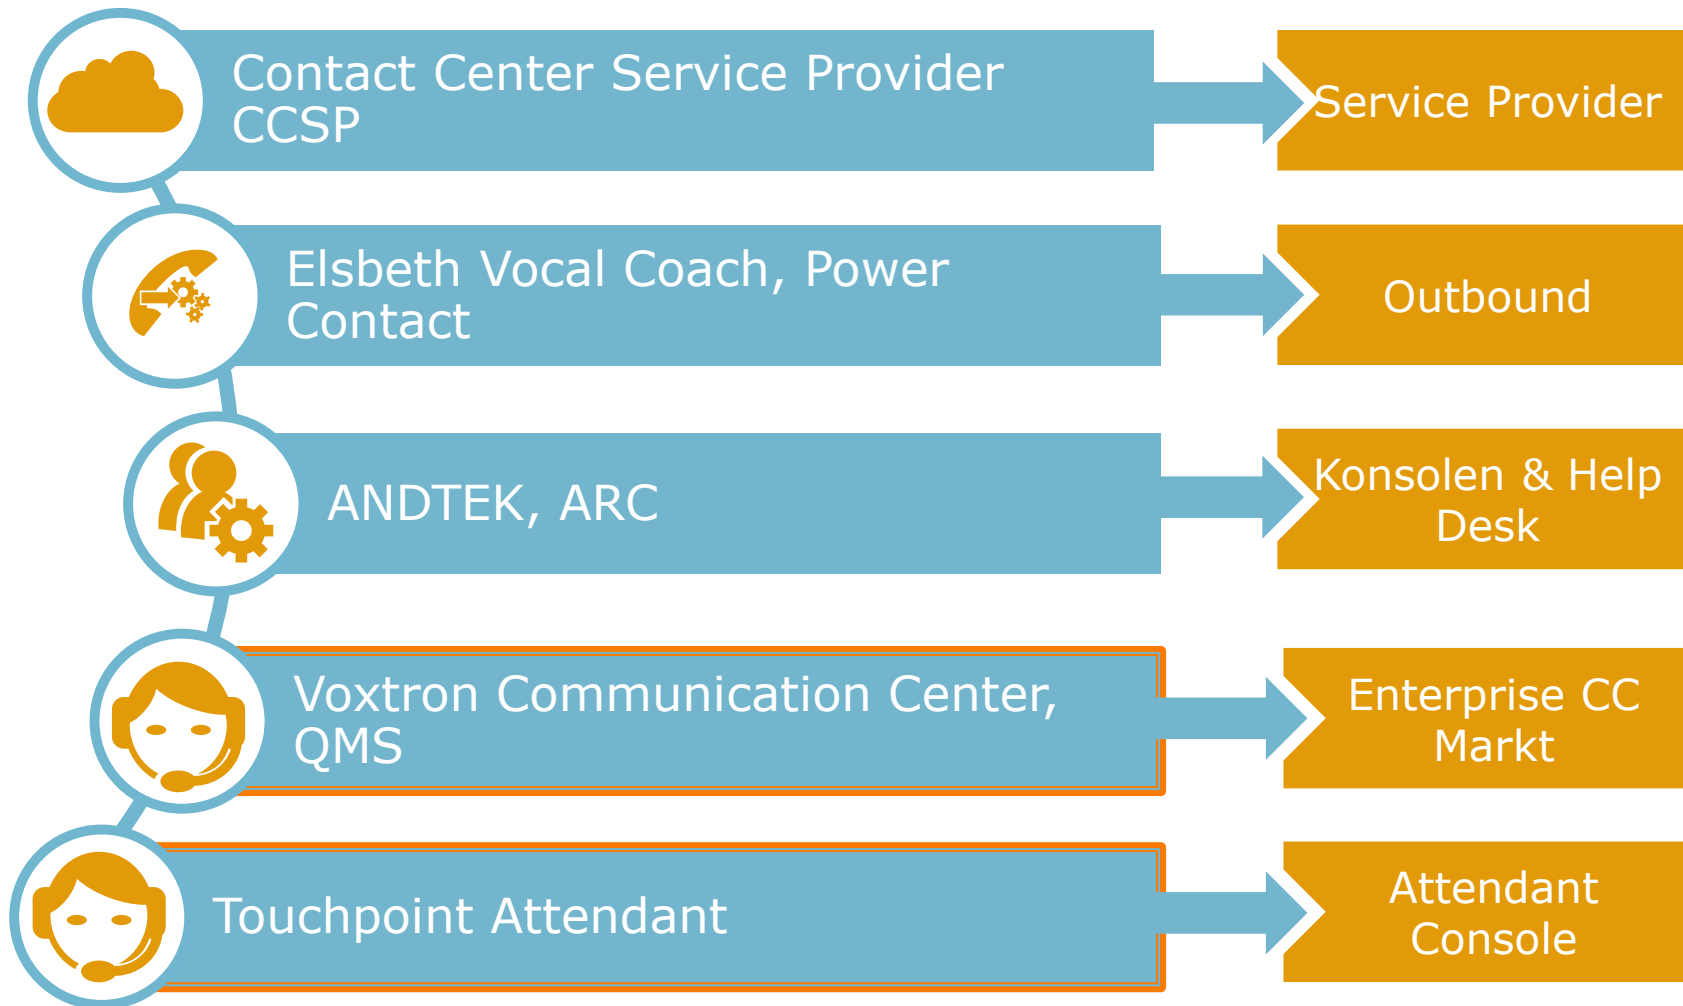 Contact Center Service Provider
CCSP
Service Provider
Elsbeth Vocal Coach, Power
Contact
Outbound
ANDTEK, ARC
Konsolen & Help
Desk
Voxtron Communication Center,
QMS
Enterprise CC
Markt
Touchpoint Attendant
Attendant
Console